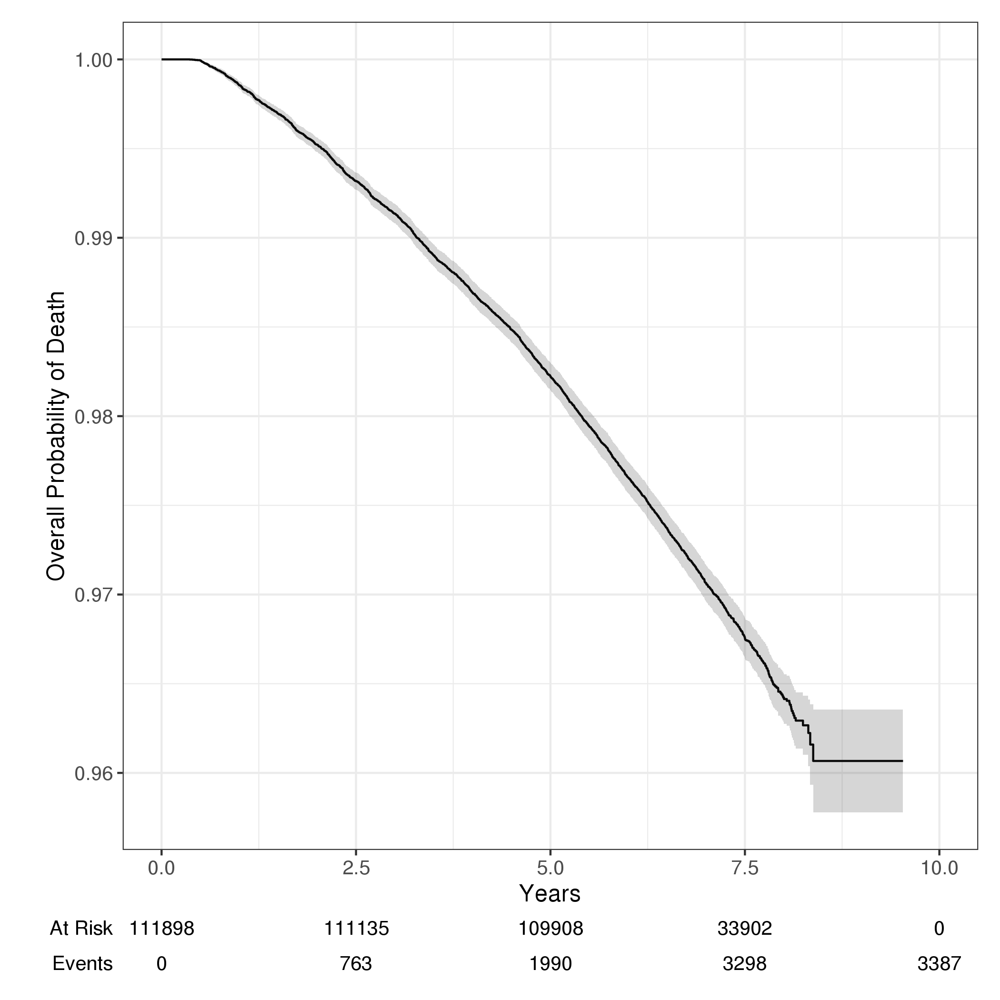 Overall Probability of Death
1.00
0.99
0.98
0.97
0.96
0.0 2.5 5.0 7.5 10.0
Years
At Risk 111898 111135 109908 33902 0
Events 0 763 1990 3298 3387